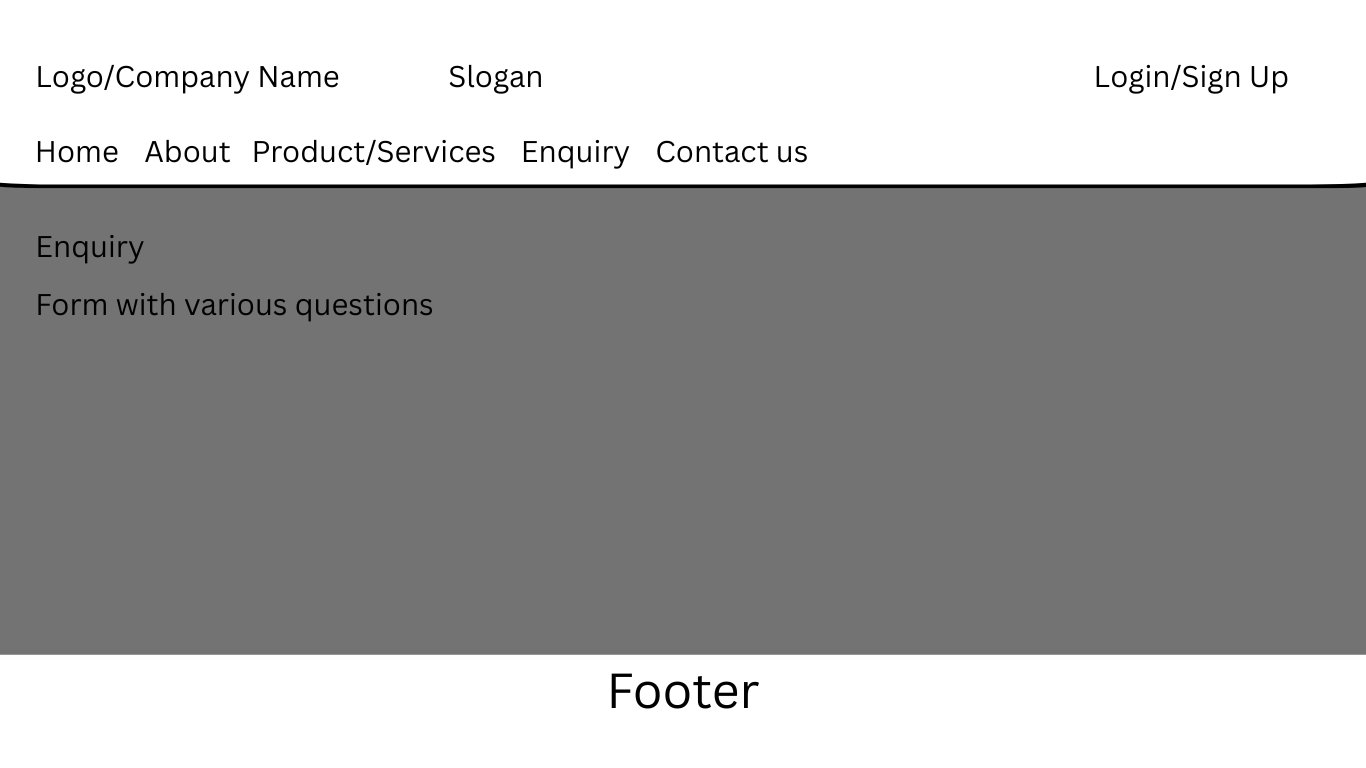 Logo/Company Name Slogan Login/Sign Up
Home About Product/Services Enquiry Contact us
Enquiry
Form with various questions
Footer